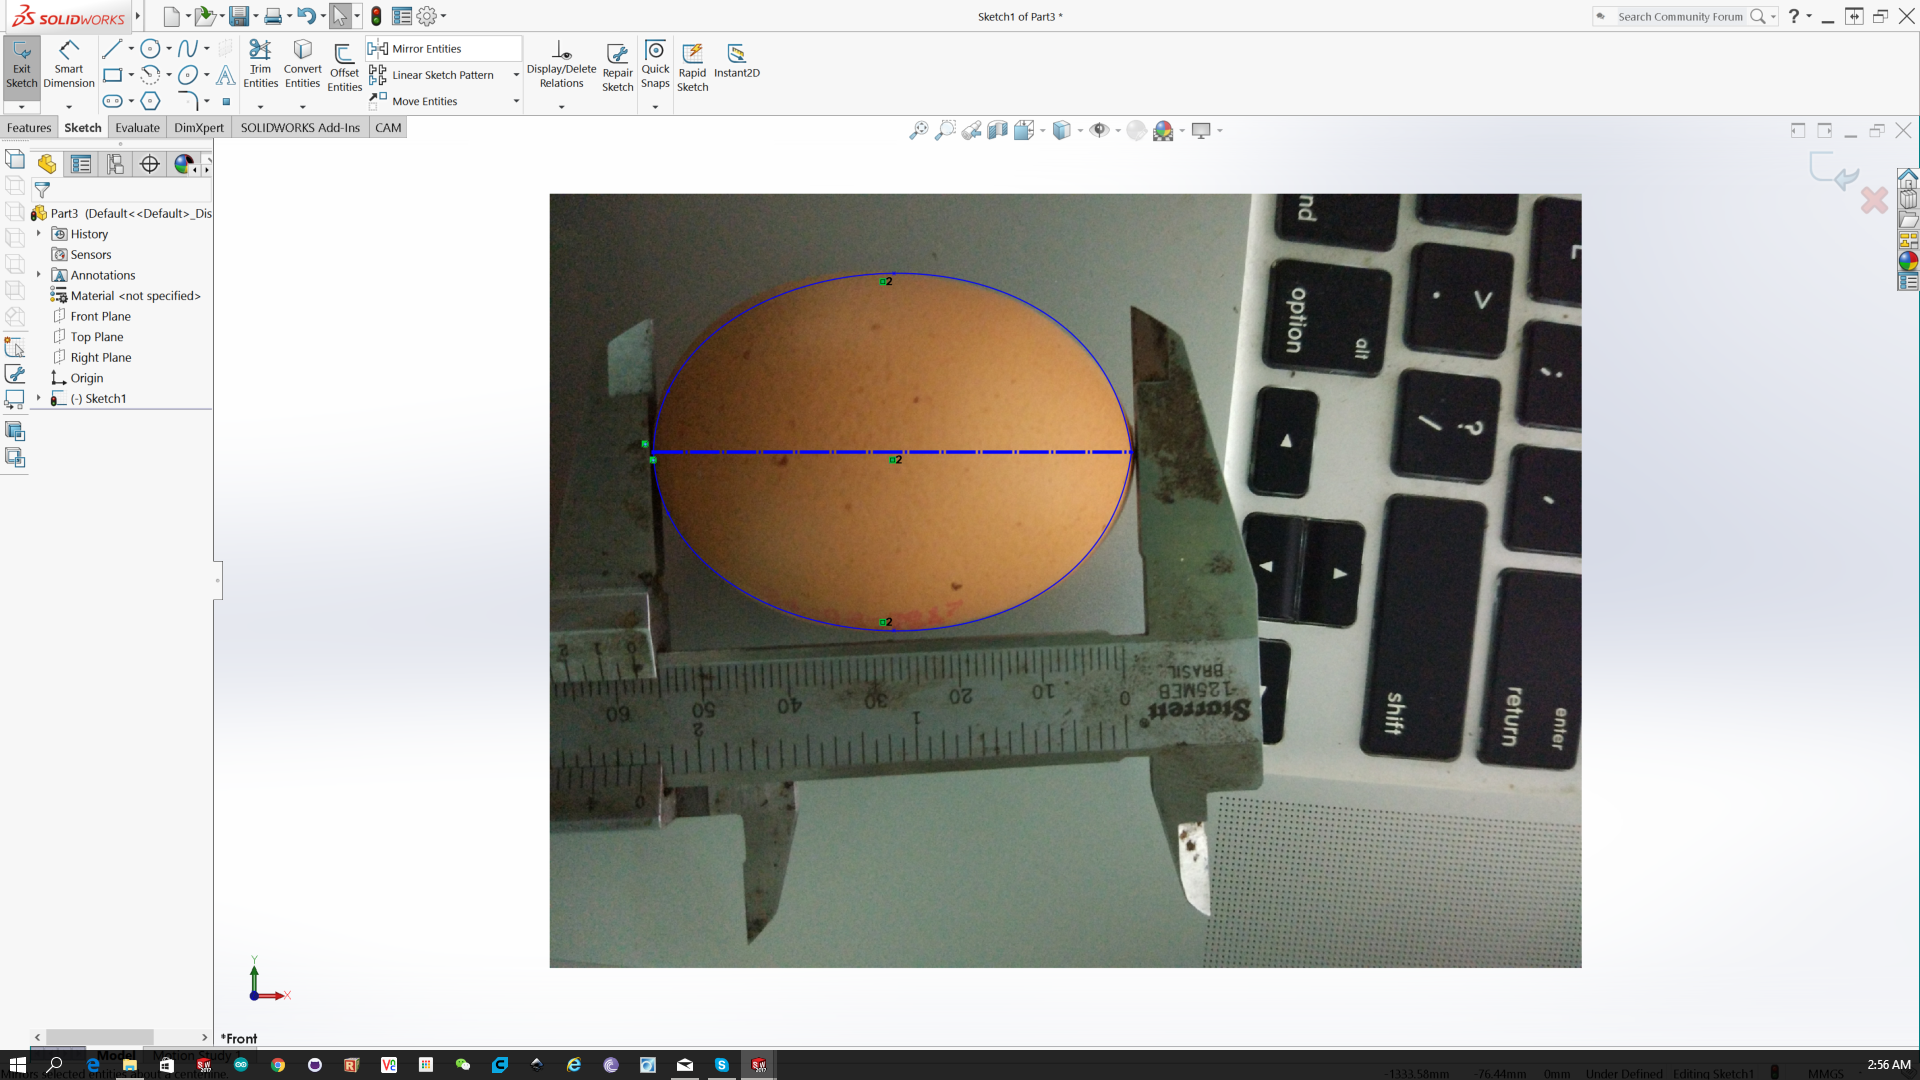 SOLIDWORKS
Sketch1 of Part3 *
Search Community Forum
?
Exit Sketch
Smart Dimension
Trim Entities
Convert Entities
Offset Entities
Mirror Entities
Linear Sketch Pattern
Move Entities
Display/Delete Relations
Repair Sketch
Quick Snaps
Rapid Sketch
Instant2D
Features
Sketch
Evaluate
DimXpert
SOLIDWORKS Add-Ins
CAM
Part3 (Default<<Default>_Dis
History
Sensors
Annotations
Material <not specified>
Front Plane
Top Plane
Right Plane
Origin
(-) Sketch1
2
2
2
nd
option
alt
shift
return
enter
0 1 2
60 50 40 30 20 10 0
2 1
Starrett
125MEB
BRASIL
4 0
Y
X
*Front
Model
Motion Study
2:56 AM
-1333.58mm -76.44mm 0mm Under Defined Editing Sketch1 MMGS